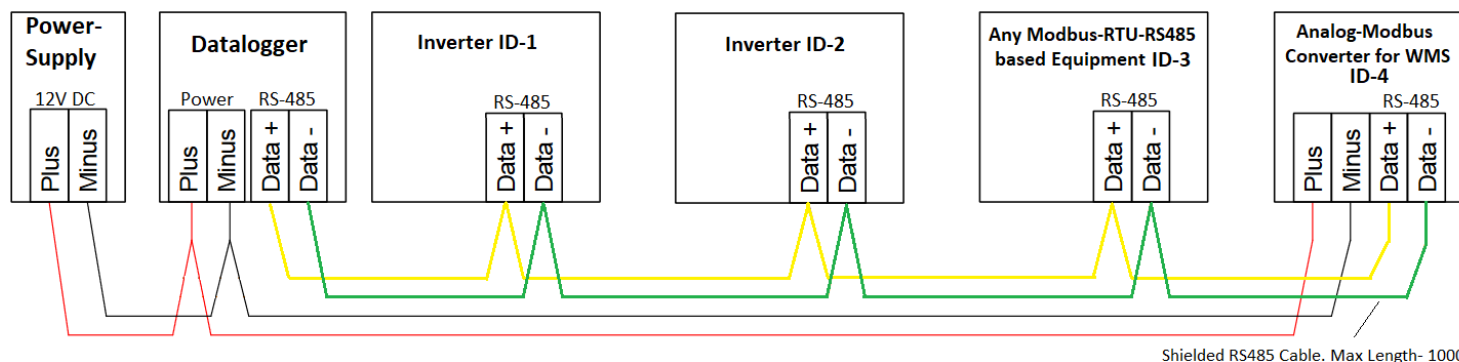 Power-
Supply
12V DC
Plus
Minus
Datalogger
Power
RS-485
Plus
Minus
Data +
Data -
Inverter ID-1
RS-485
Data +
Data -
Inverter ID-2
RS-485
Data +
Data -
Any Modbus-RTU-RS485
based Equipment ID-3
RS-485
Data +
Data -
Analog-Modbus
Converter for WMS
ID-4
RS-485
Plus
Minus
Data +
Data -
Shielded RS485 Cable. Max Length- 1000